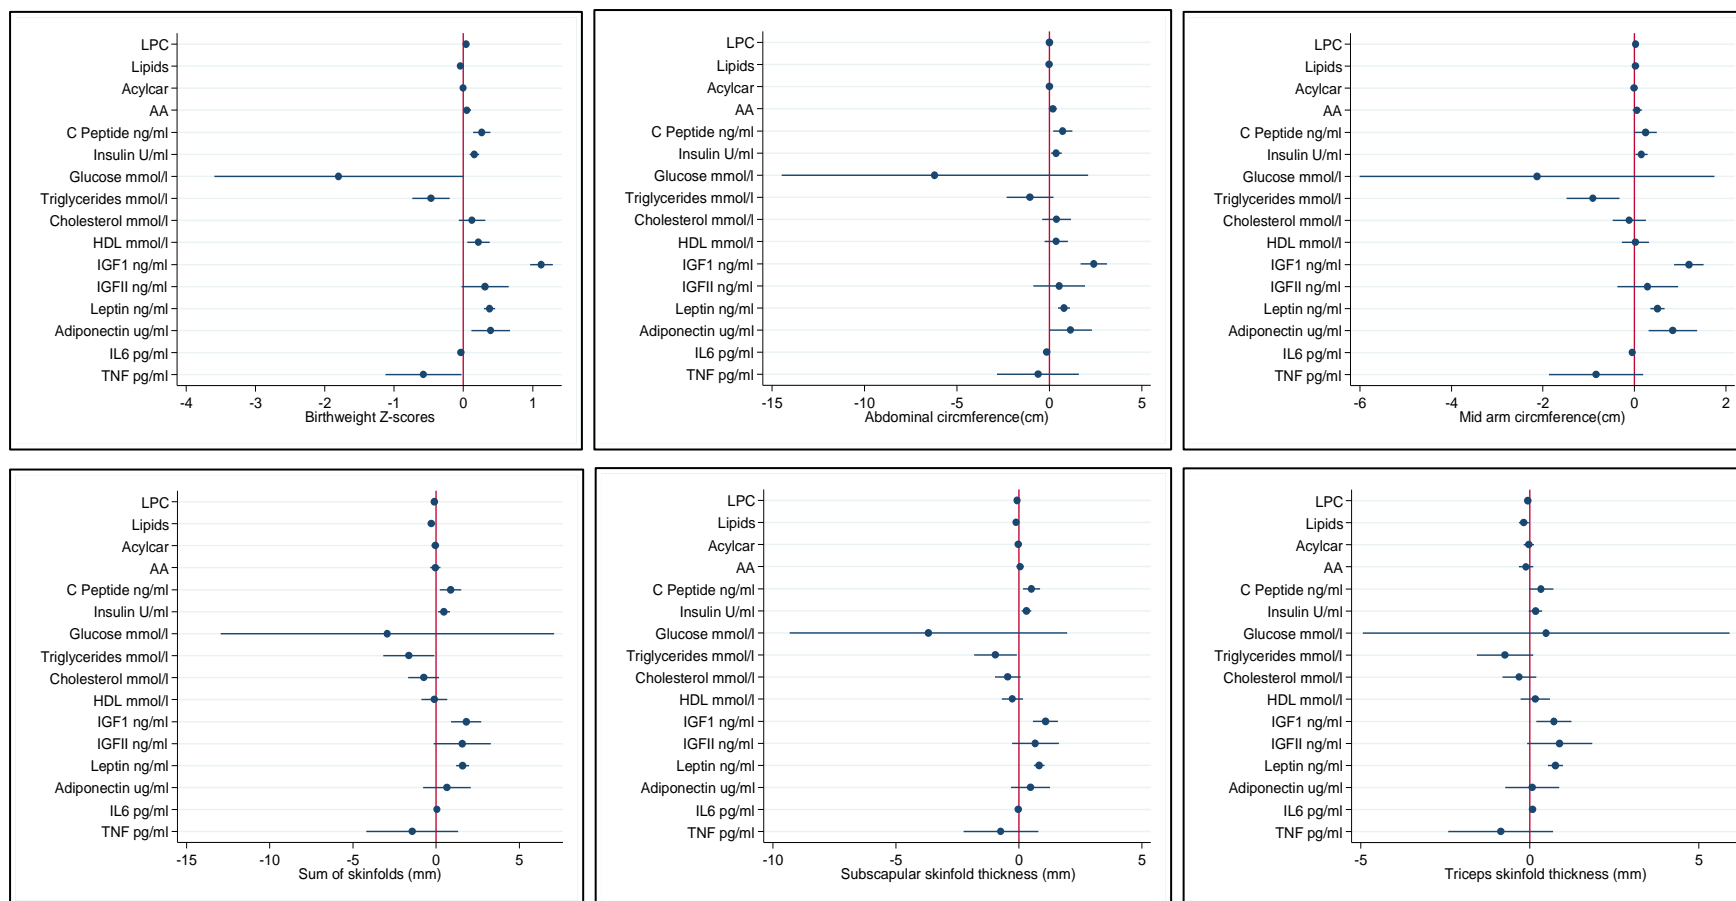 LPC
Lipids
Acylcar
AA
C Peptide ng/ml
Insulin U/ml
Glucose mmol/l
Triglycerides mmol/l
Cholesterol mmol/l
HDL mmol/l
IGF1 ng/ml
IGFII ng/ml
Leptin ng/ml
Adiponectin ug/ml
IL6 pg/ml
TNF pg/ml
-4 -3 -2 -1 0 1
Birthweight Z-scores
LPC
Lipids
Acylcar
AA
C Peptide ng/ml
Insulin U/ml
Glucose mmol/l
Triglycerides mmol/l
Cholesterol mmol/l
HDL mmol/l
IGF1 ng/ml
IGFII ng/ml
Leptin ng/ml
Adiponectin ug/ml
IL6 pg/ml
TNF pg/ml
-15 -10 -5 0 5
Abdominal circmference(cm)
LPC
Lipids
Acylcar
AA
C Peptide ng/ml
Insulin U/ml
Glucose mmol/l
Triglycerides mmol/l
Cholesterol mmol/l
HDL mmol/l
IGF1 ng/ml
IGFII ng/ml
Leptin ng/ml
Adiponectin ug/ml
IL6 pg/ml
TNF pg/ml
-6 -4 -2 0 2
Mid arm circmference(cm)
LPC
Lipids
Acylcar
AA
C Peptide ng/ml
Insulin U/ml
Glucose mmol/l
Triglycerides mmol/l
Cholesterol mmol/l
HDL mmol/l
IGF1 ng/ml
IGFII ng/ml
Leptin ng/ml
Adiponectin ug/ml
IL6 pg/ml
TNF pg/ml
-15 -10 -5 0 5
Sum of skinfolds (mm)
LPC
Lipids
Acylcar
AA
C Peptide ng/ml
Insulin U/ml
Glucose mmol/l
Triglycerides mmol/l
Cholesterol mmol/l
HDL mmol/l
IGF1 ng/ml
IGFII ng/ml
Leptin ng/ml
Adiponectin ug/ml
IL6 pg/ml
TNF pg/ml
-10 -5 0 5
Subscapular skinfold thickness (mm)
LPC
Lipids
Acylcar
AA
C Peptide ng/ml
Insulin U/ml
Glucose mmol/l
Triglycerides mmol/l
Cholesterol mmol/l
HDL mmol/l
IGF1 ng/ml
IGFII ng/ml
Leptin ng/ml
Adiponectin ug/ml
IL6 pg/ml
TNF pg/ml
-5 0 5
Triceps skinfold thickness (mm)